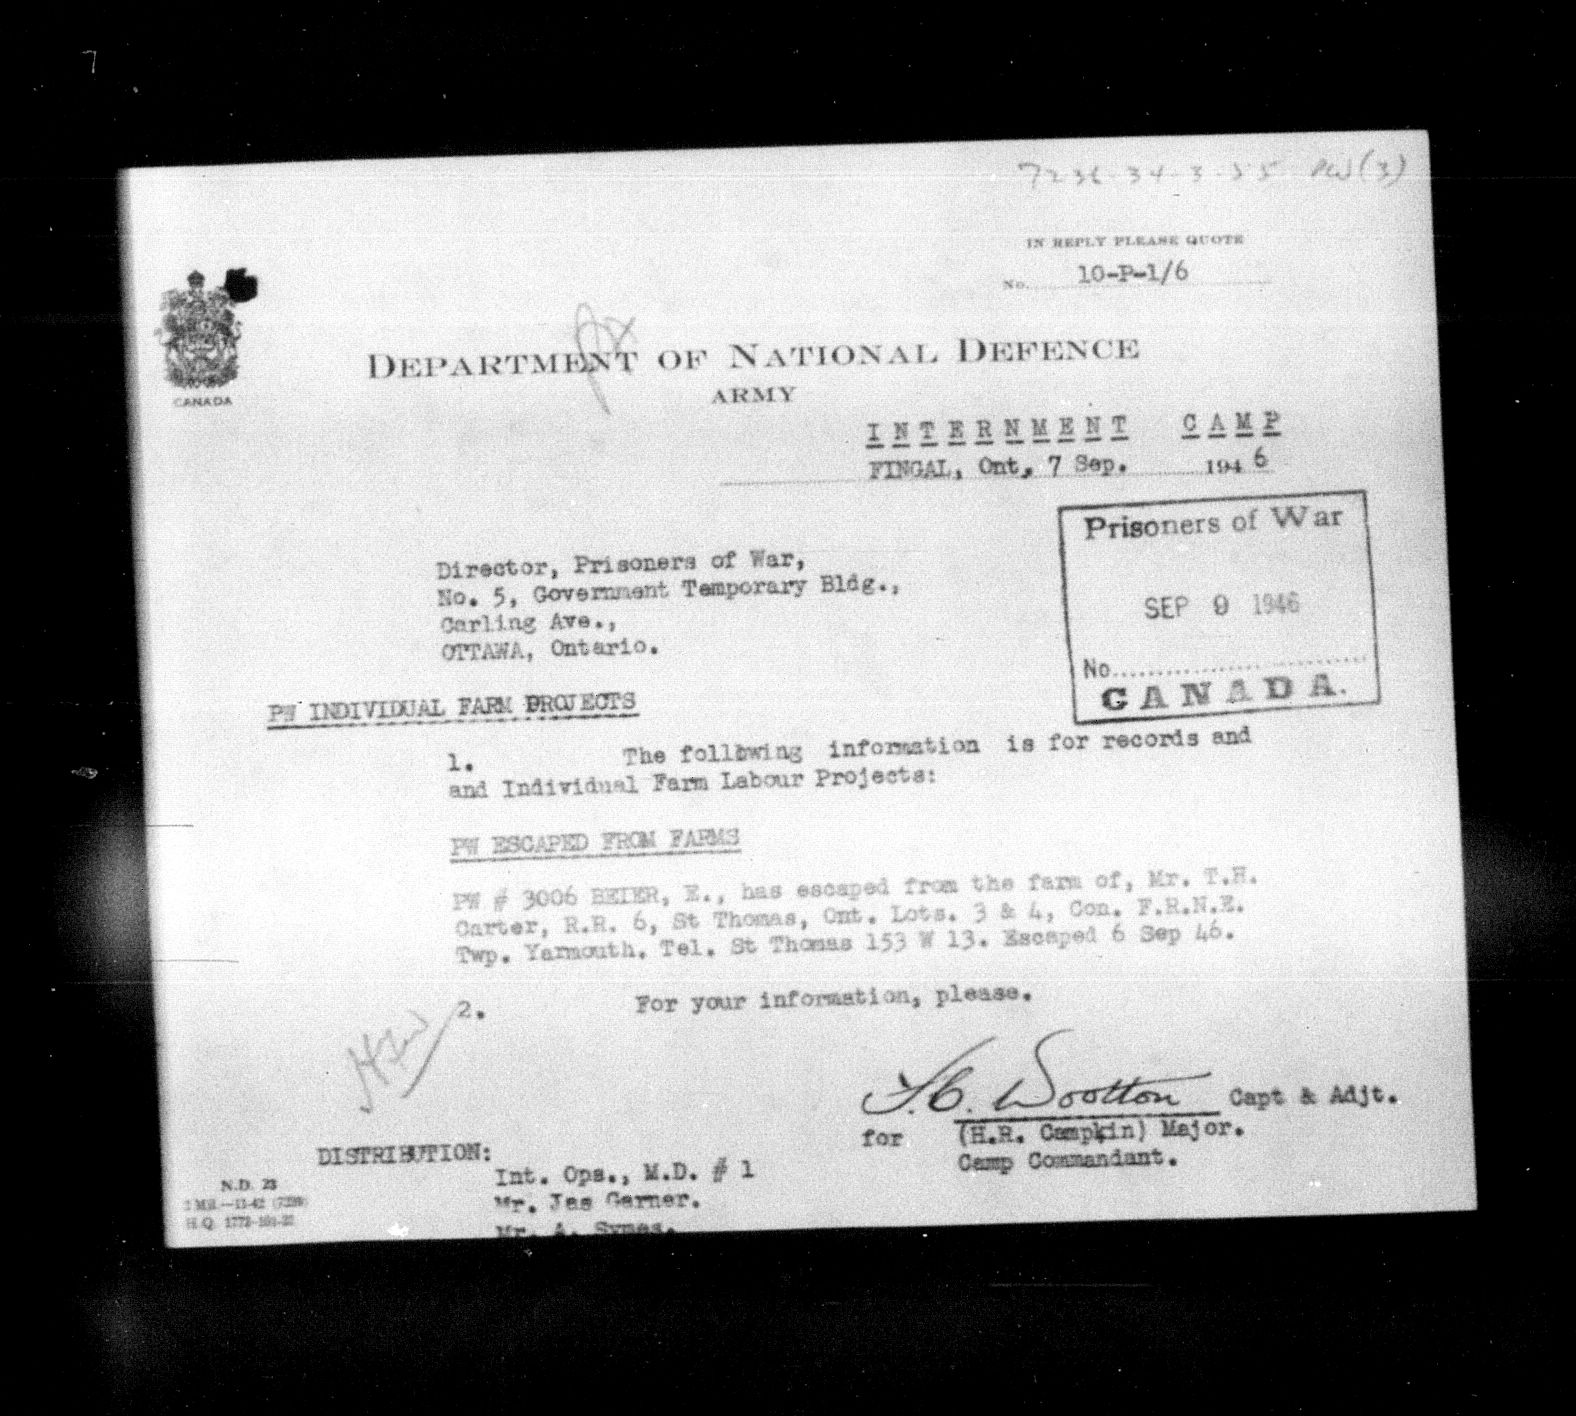 7236-34-3-55 PW(3)
IN REPLY PLEASE QUOTE
No. 10-P-1/6
CANADA
DEPARTMENT OF NATIONAL DEFENCE
ARMY
INTERNMENT CAMP
FINGAL, Ont, 7 Sep. 1946
Prisoners of War
SEP 9 1946
No.
CANADA.
Director, Prisoners of War,
No. 5, Government Temporary Bldg.,
Carling Ave.,
OTTAWA, Ontario.
PW INDIVIDUAL FARM PROJECTS
1. The following information is for records and
and Individual Farm Labour Projects:
PW ESCAPED FROM FARMS
PW # 3006 BEIER, E., has escaped from the farm of, Mr. T.H.
Carter, R.R. 6, St Thomas, Ont. Lots. 3 & 4, Con. F.R.N.E.
Twp. Yarmouth. Tel. St Thomas 153 W 13. Escaped 6 Sep 46.
2. For your information, please.
Wootton Capt & Adjt.
for (H.R. Campkin) Major.
Camp Commandant.
DISTRIBUTION:
Int. Ops., M.D. # 1
Mr. Jas Garner.
Mr. A. Symes.
N.D. 23
H.Q. 1772-